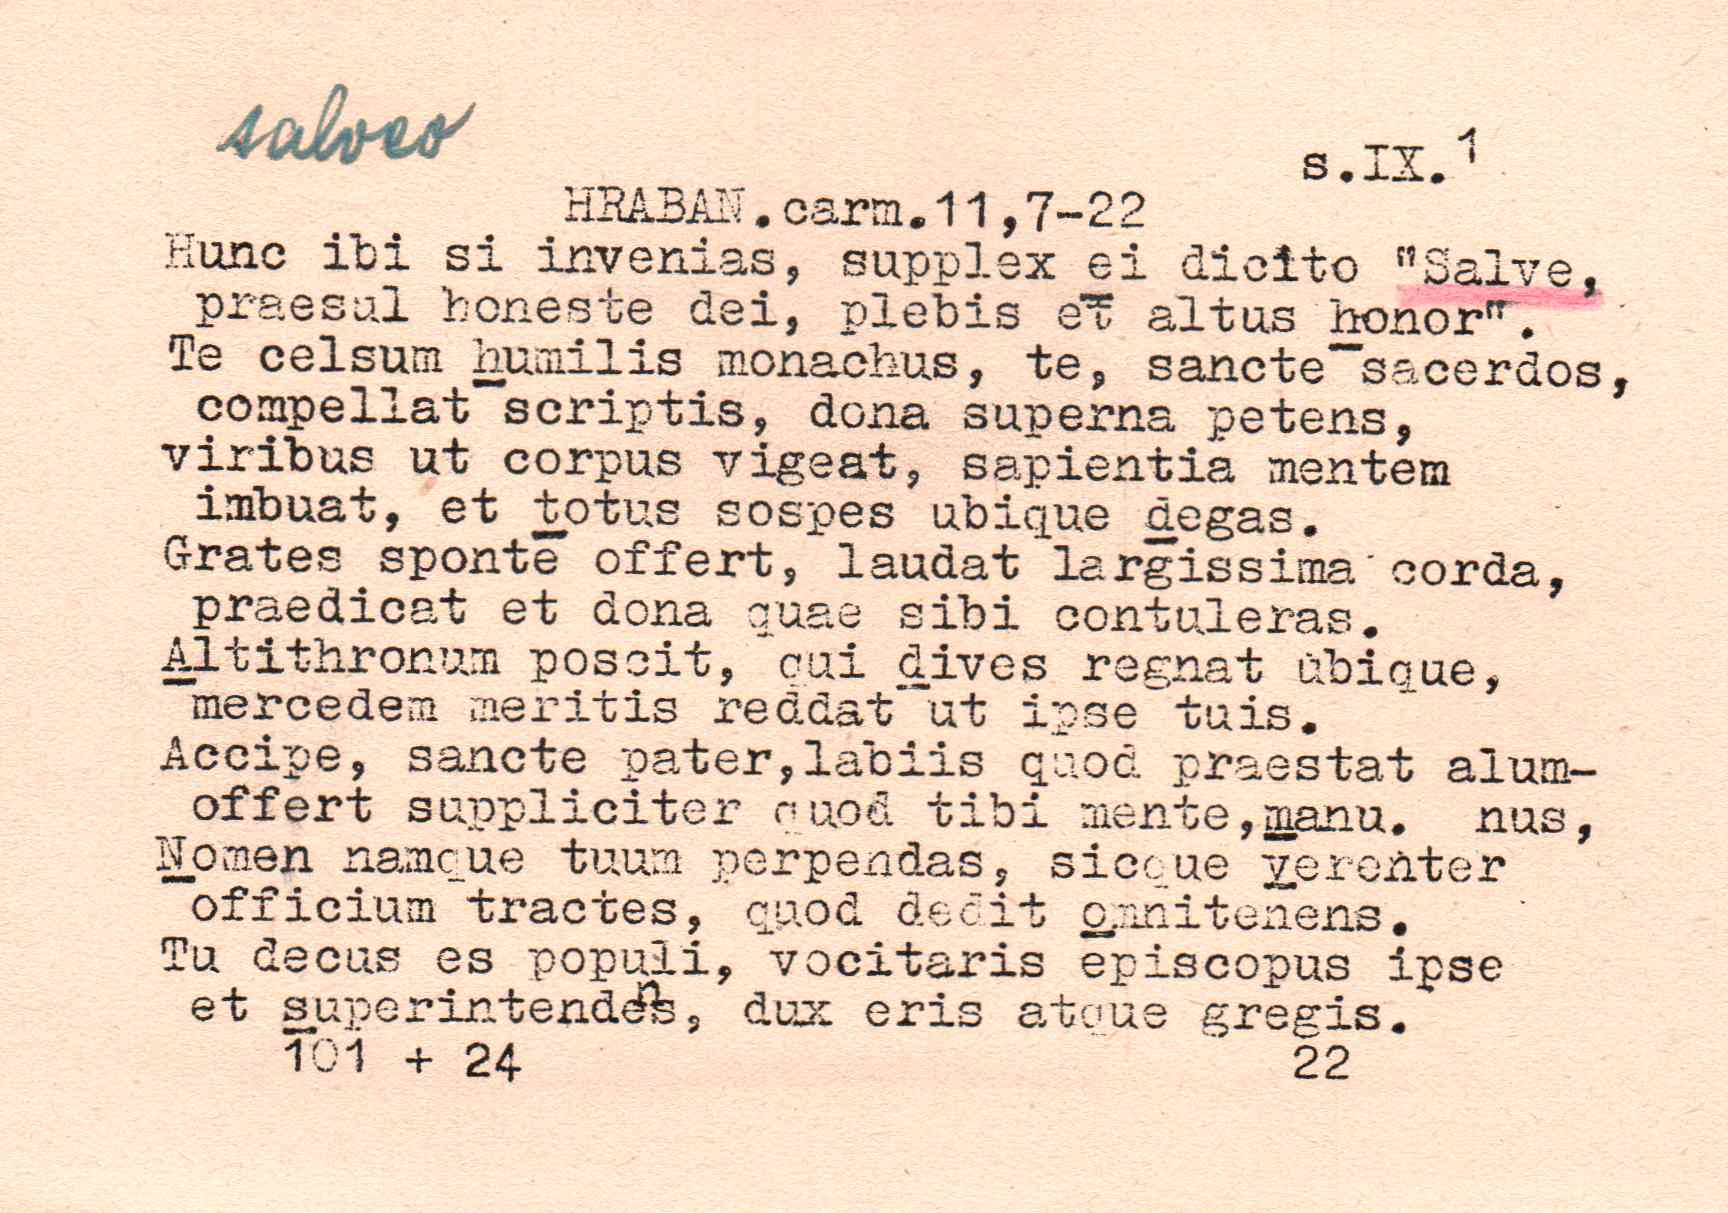 salveo
s.IX.¹
HRABAN.carm.11,7-22
Hunc ibi si invenias, supplex ei dicito "Salve,
praesul honeste dei, plebis et altus honor".
Te celsum humilis monachus, te, sancte sacerdos,
compellat scriptis, dona superna petens,
viribus ut corpus vigeat, sapientia mentem
imbuat, et totus sospes ubique degas.
Grates sponte offert, laudat largissima corda,
praedicat et dona quae sibi contuleras.
Altithronum poscit, qui dives regnat ubique,
mercedem meritis reddat ut ipse tuis.
Accipe, sancte pater,labiis quod praestat alum-
offert suppliciter quod tibi mente,manu. nus,
Nomen namque tuum perpendas, sicque verenter
officium tractes, quod dedit omnitenens.
Tu decus es populi, vocitaris episcopus ipse
et superintendens, dux eris atque gregis.
101 + 24 22